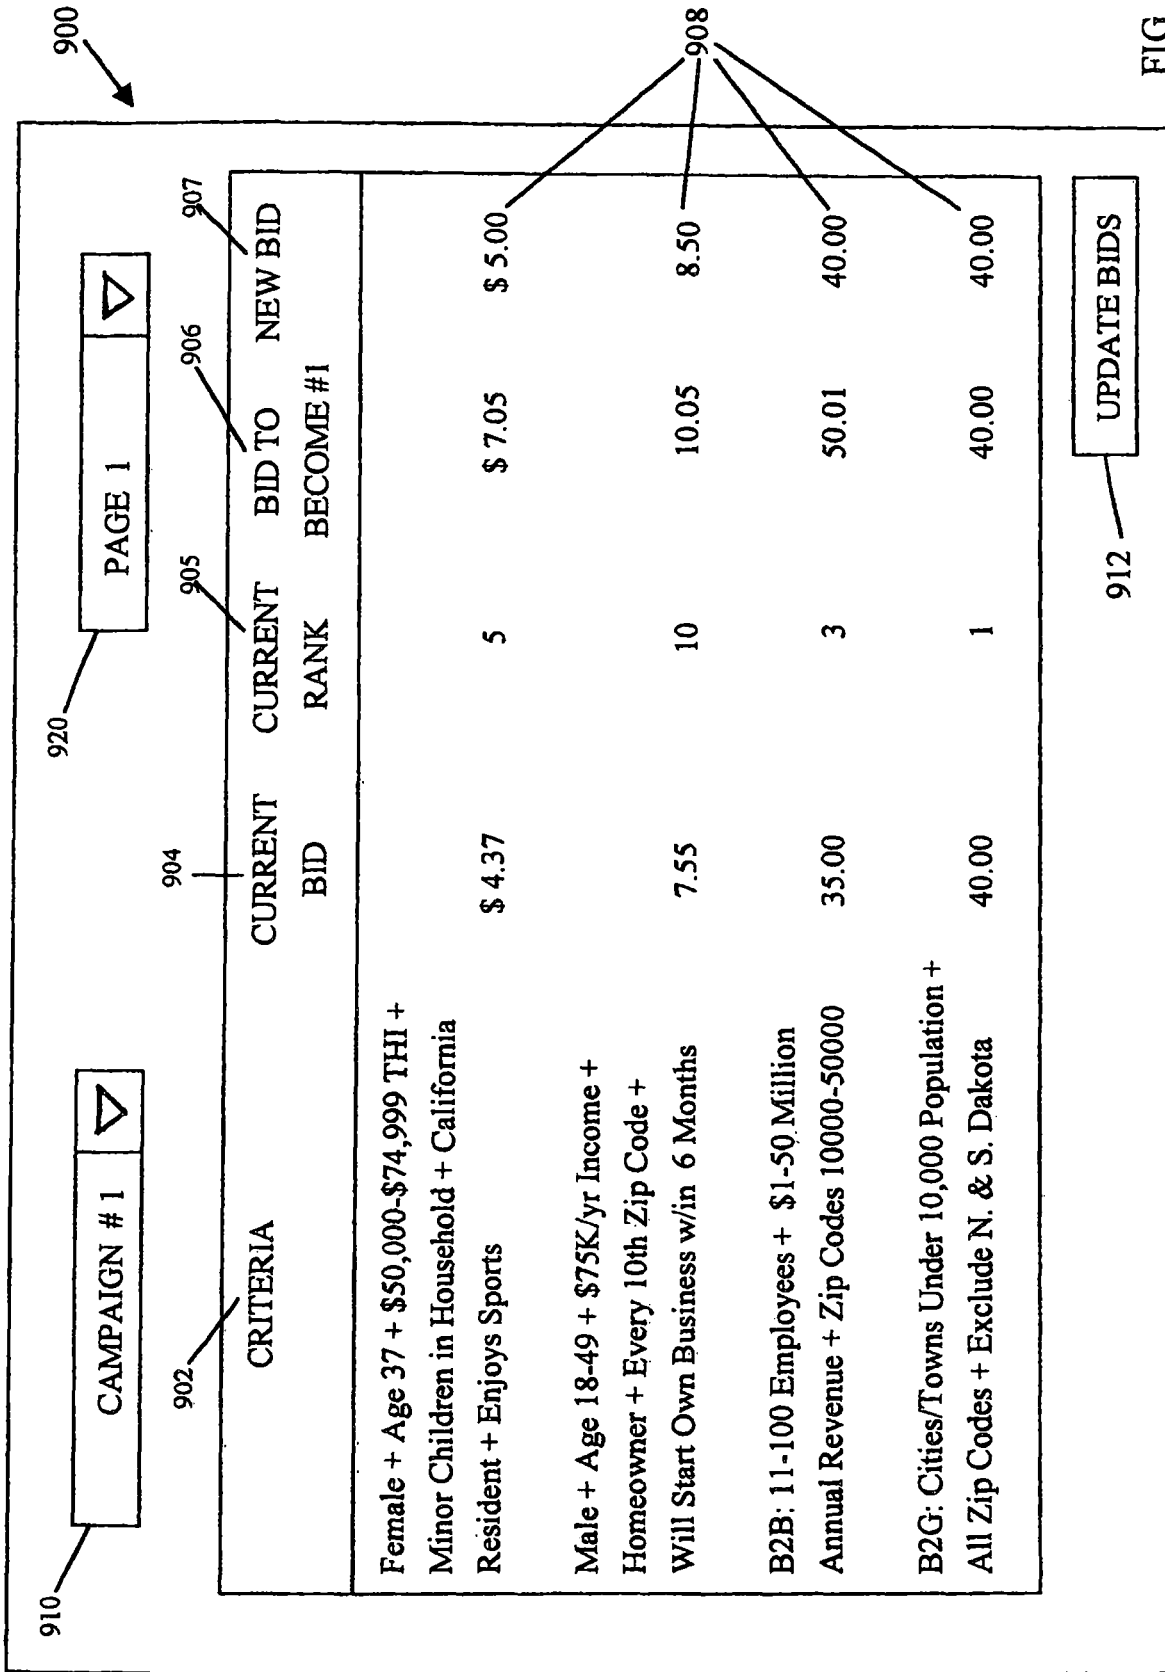 900
910
CAMPAIGN #1
920
PAGE 1
902
904
905
906
907
CRITERIA
CURRENT BID
CURRENT RANK
BID TO BECOME #1
NEW BID
Female + Age 37 + $50,000-$74,999 THI +
Minor Children in Household + California
Resident + Enjoys Sports
$ 4.37
5
$ 7.05
$ 5.00
Male + Age 18-49 + $75K/yr Income +
Homeowner + Every 10th Zip Code +
Will Start Own Business w/in 6 Months
7.55
10
10.05
8.50
908
B2B: 11-100 Employees + $1-50 Million
Annual Revenue + Zip Codes 10000-50000
35.00
3
50.01
40.00
B2G: Cities/Towns Under 10,000 Population +
All Zip Codes + Exclude N. & S. Dakota
40.00
1
40.00
40.00
912
UPDATE BIDS
FIG